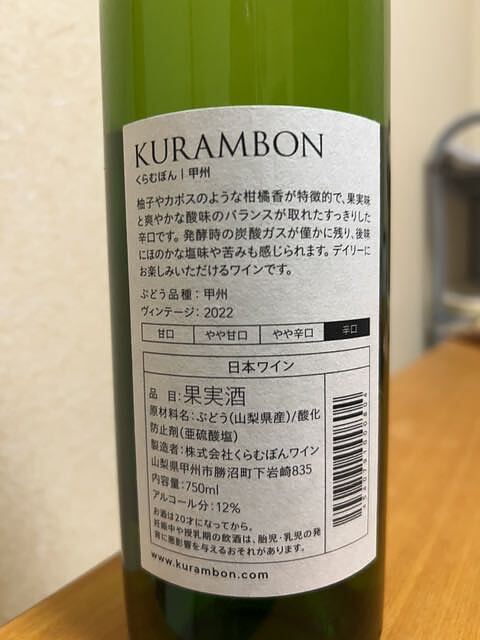 KURAMBON
くらむぼん | 甲州
柚子やカボスのような柑橘香が特徴的で、果実味
と爽やかな酸味のバランスが取れたすっきりした
辛口です。発酵時の炭酸ガスが僅かに残り、後味
にほのかな塩味や苦みも感じられます。デイリーに
お楽しみいただけるワインです。
ぶどう品種：甲州
ヴィンテージ：2022
甘口 やや甘口 やや辛口 辛口
日本ワイン
品 目：果実酒
原材料名：ぶどう(山梨県産)/酸化
防止剤(亜硫酸塩)
製造者：株式会社くらむぼんワイン
山梨県甲州市勝沼町下岩崎835
内容量：750ml
アルコール分：12%
お酒は20才になってから。
妊娠中や授乳期の飲酒は、胎児・乳児の発
育に悪影響を与えるおそれがあります。
www.kurambon.com